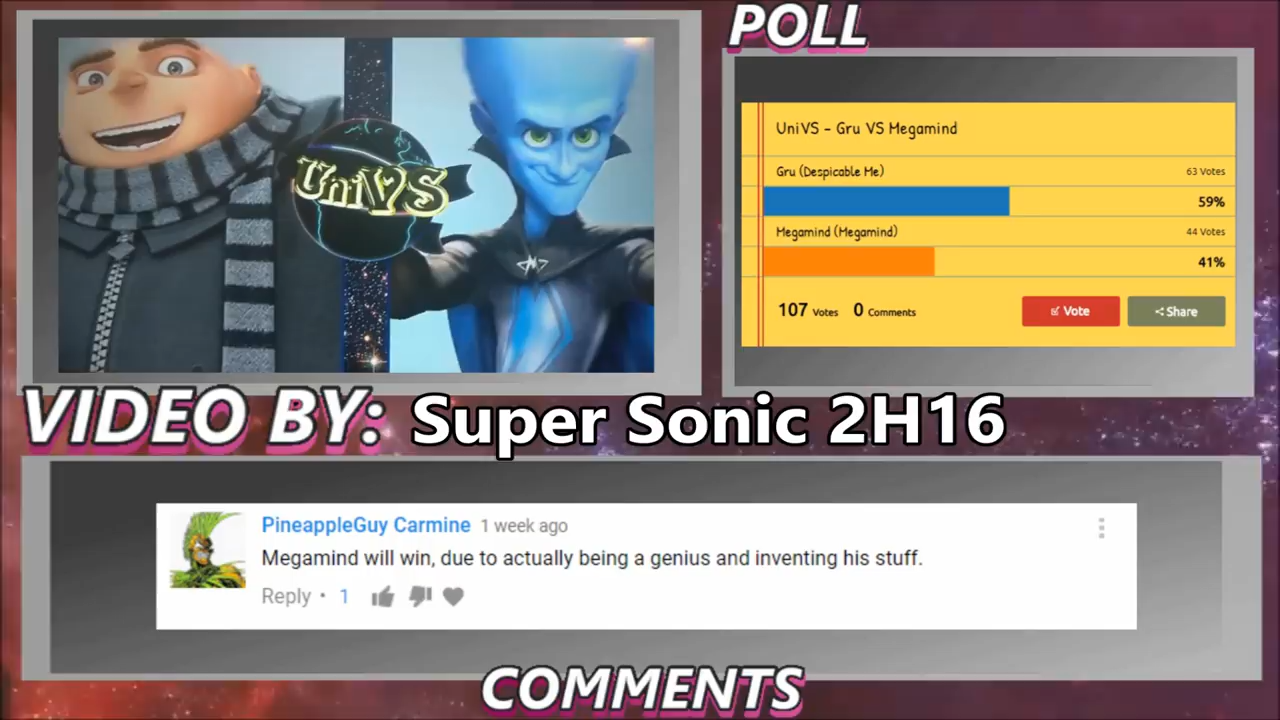 POLL
UniVS
UniVS - Gru VS Megamind
Gru (Despicable Me)
63 Votes
59%
Megamind (Megamind)
44 Votes
41%
107 Votes 0 Comments
Vote
Share
VIDEO BY: Super Sonic 2H16
PineappleGuy Carmine 1 week ago
Megamind will win, due to actually being a genius and inventing his stuff.
Reply • 1
COMMENTS